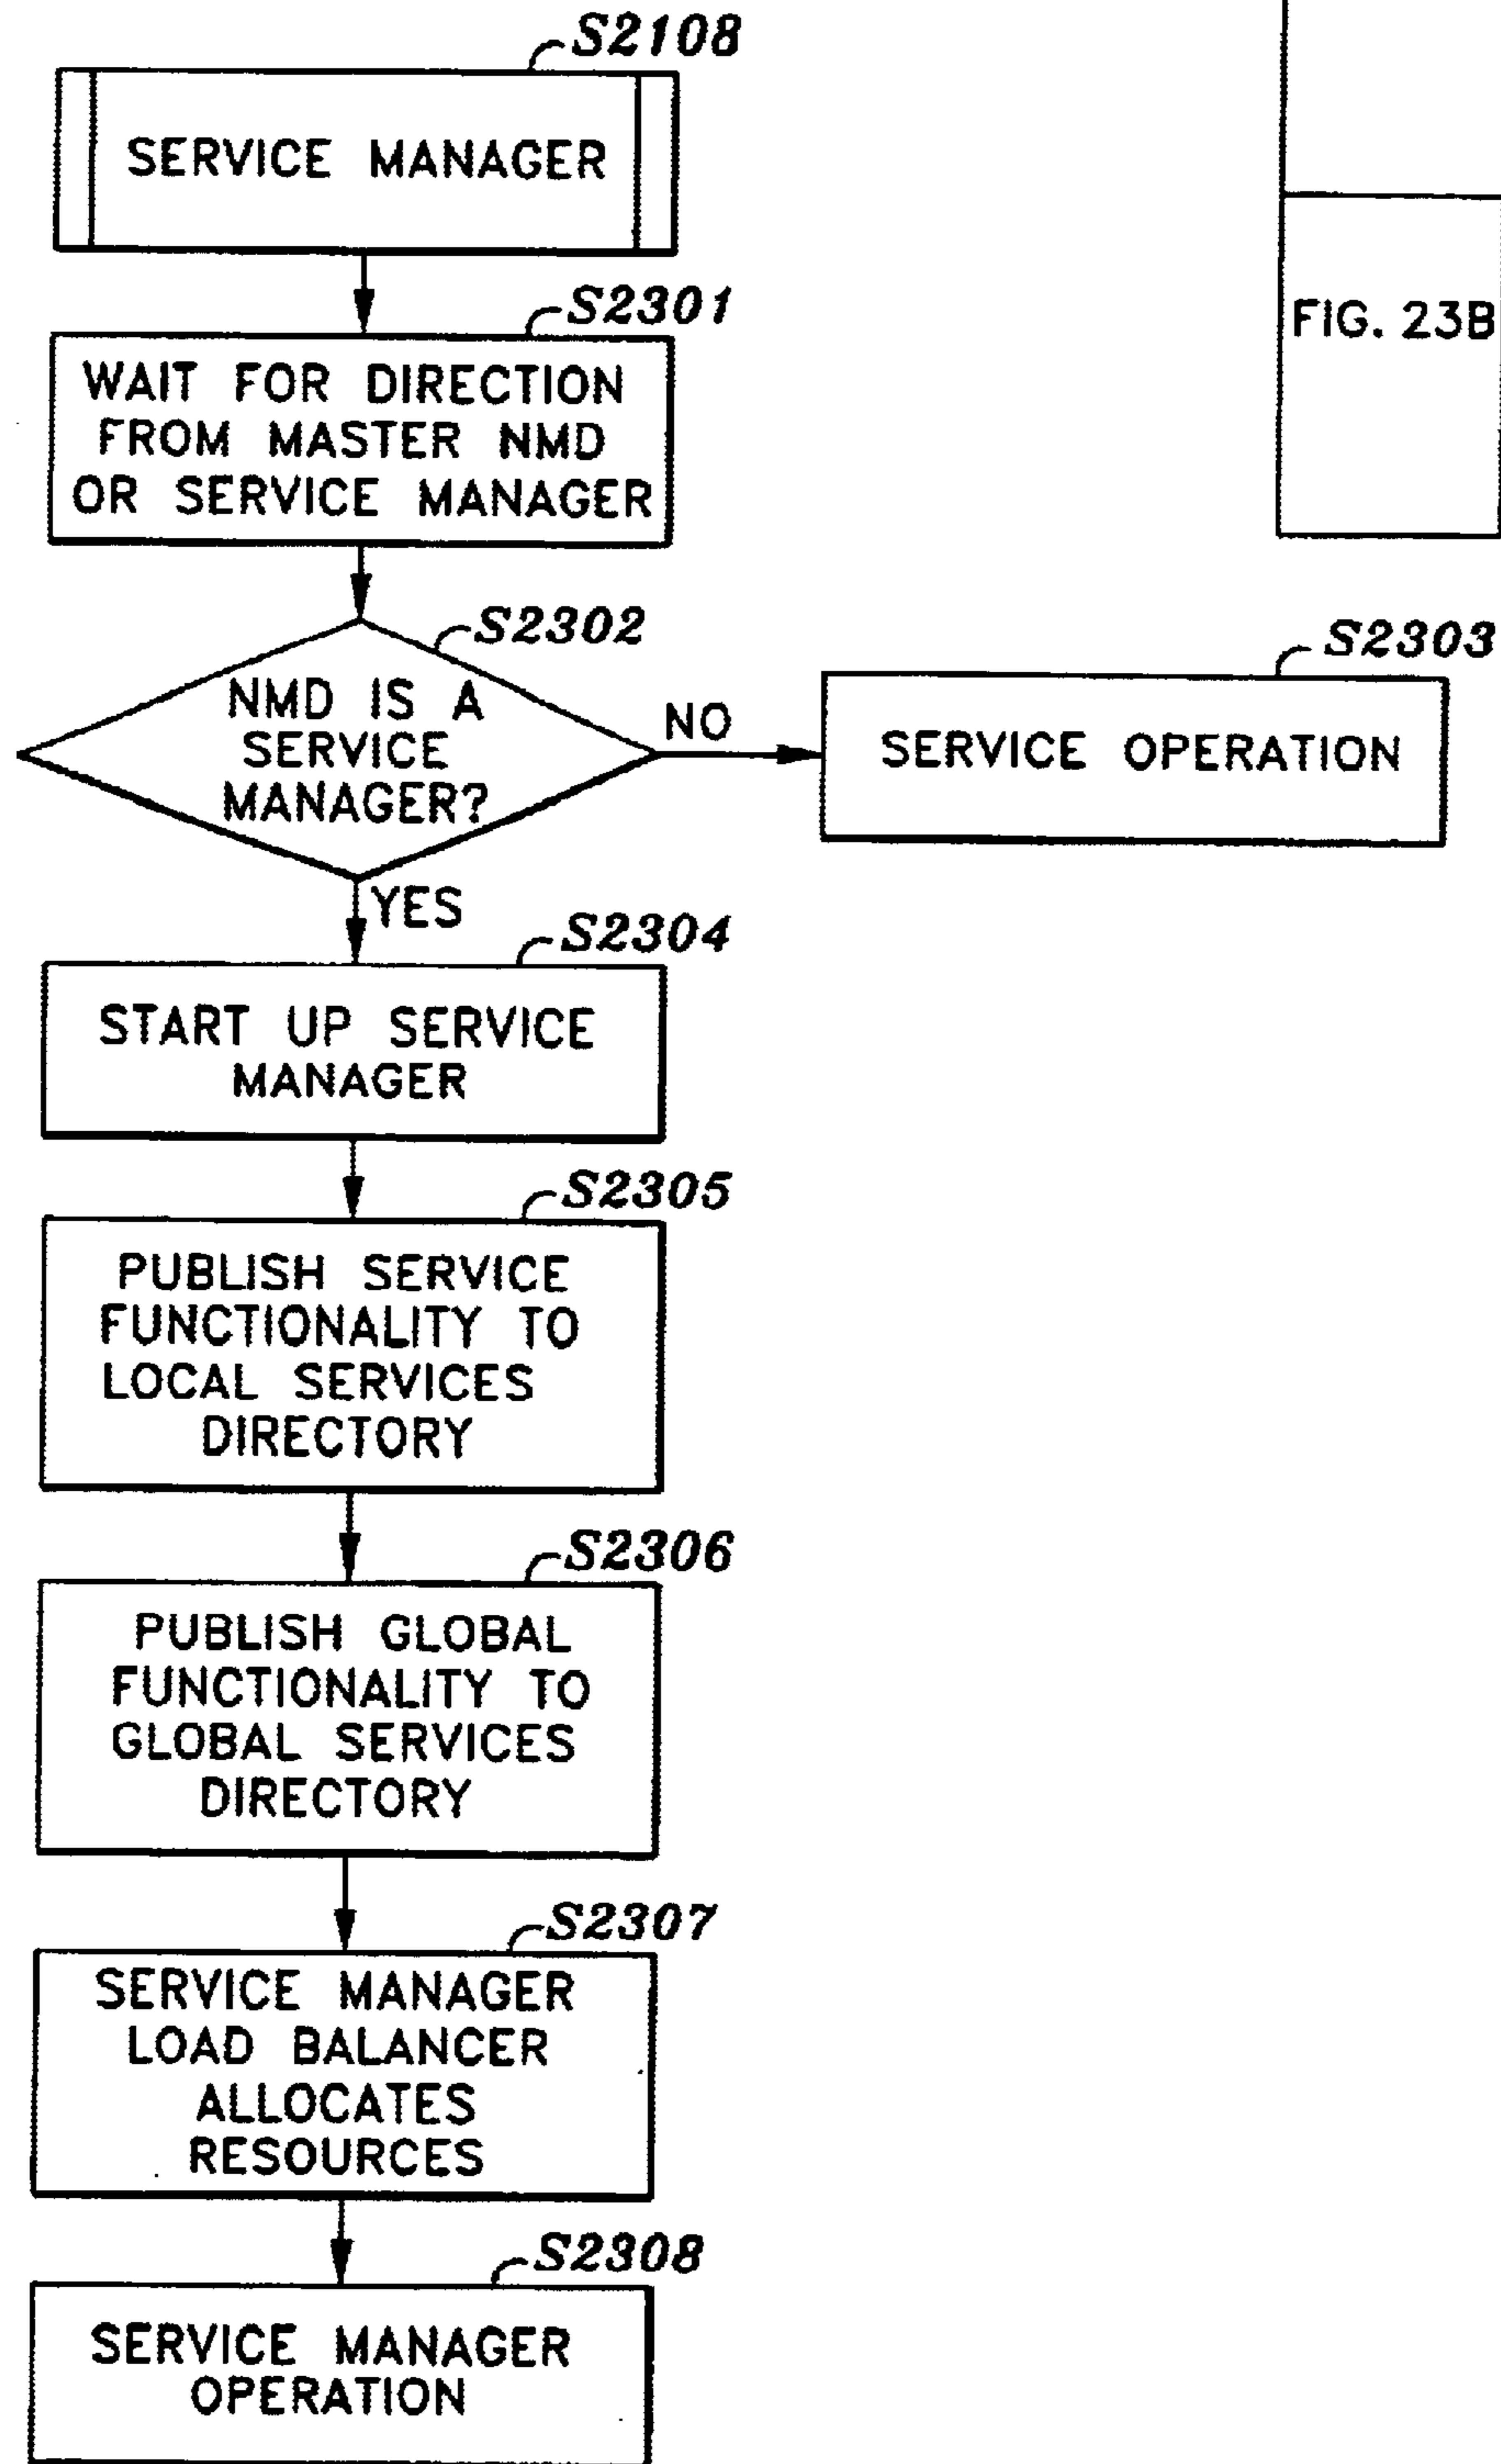 S2108
SERVICE MANAGER
S2301
WAIT FOR DIRECTION
FROM MASTER NMD
OR SERVICE MANAGER
FIG. 23B
S2302
NMD IS A
SERVICE
MANAGER?
NO
S2303
SERVICE OPERATION
YES
S2304
START UP SERVICE
MANAGER
S2305
PUBLISH SERVICE
FUNCTIONALITY TO
LOCAL SERVICES
DIRECTORY
S2306
PUBLISH GLOBAL
FUNCTIONALITY TO
GLOBAL SERVICES
DIRECTORY
S2307
SERVICE MANAGER
LOAD BALANCER
ALLOCATES
RESOURCES
S2308
SERVICE MANAGER
OPERATION